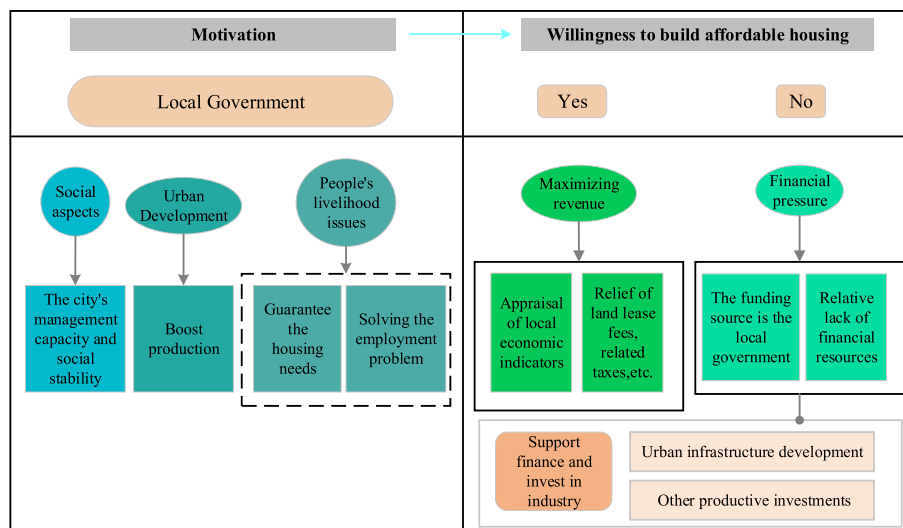 Motivation
Willingness to build affordable housing
Local Government
Yes
No
Social
aspects
Urban
Development
People's
livelihood
issues
Maximizing
revenue
Financial
pressure
The city's
management
capacity and
social
stability
Boost
production
Guarantee
the
housing
needs
Solving the
employment
problem
Appraisal
of local
economic
indicators
Relief of
land lease
fees,
related
taxes,etc.
The funding
source is the
local
government
Relative
lack of
financial
resources
Support
finance and
invest in
industry
Urban infrastructure development
Other productive investments